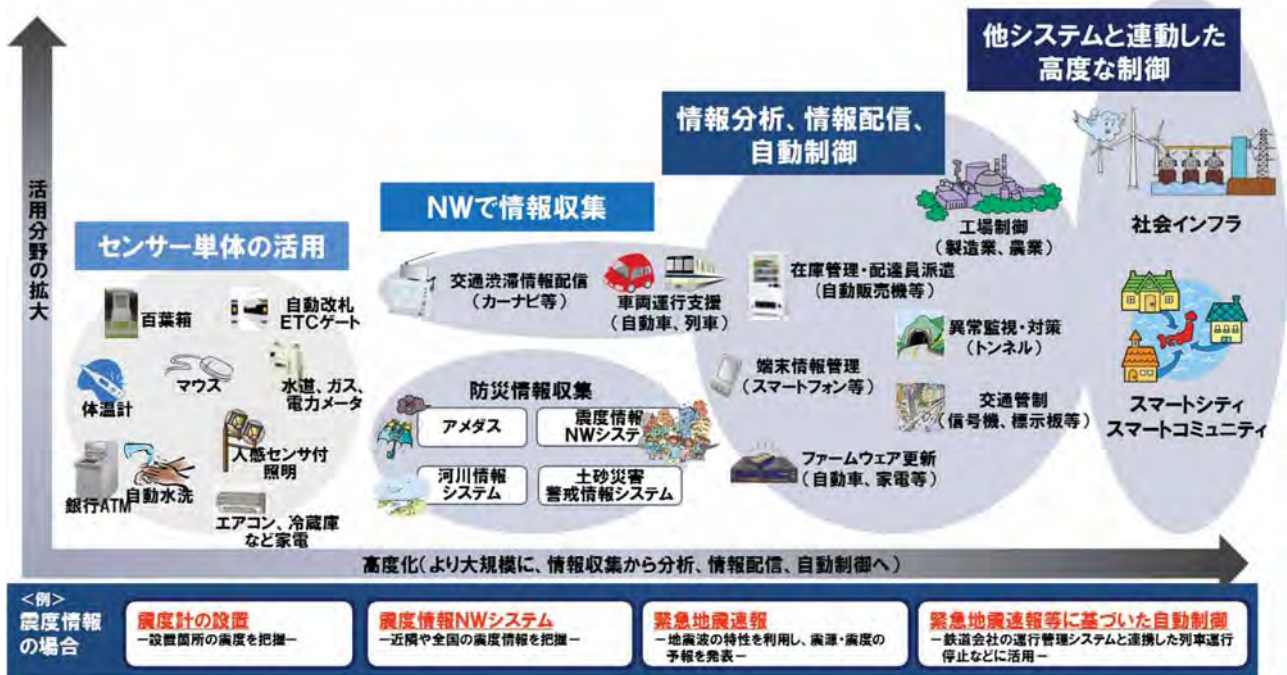 他システムと連動した
高度な制御
情報分析、情報配信、
自動制御
NWで情報収集
センサー単体の活用
活用分野の拡大
百葉箱
自動改札
ETCゲート
マウス
体温計
水道、ガス、
電力メータ
人感センサ付
照明
銀行ATM
自動水洗
エアコン、冷蔵庫
など家電
交通渋滞情報配信
(カーナビ等)
車両運行支援
(自動車、列車)
防災情報収集
アメダス
震度情報
NWシステム
河川情報
システム
土砂災害
警戒情報システム
工場制御
(製造業、農業)
在庫管理・配達員派遣
(自動販売機等)
異常監視・対策
(トンネル)
端末情報管理
(スマートフォン等)
交通管制
(信号機、標示板等)
ファームウェア更新
(自動車、家電等)
社会インフラ
スマートシティ
スマートコミュニティ
高度化(より大規模に、情報収集から分析、情報配信、自動制御へ)
<例>
震度情報
の場合
震度計の設置
－設置箇所の震度を把握－
震度情報NWシステム
－近隣や全国の震度情報を把握－
緊急地震速報
－地震波の特性を利用し、震源・震度の
予報を発表－
緊急地震速報等に基づいた自動制御
－鉄道会社の運行管理システムと連携した列車運行
停止などに活用－